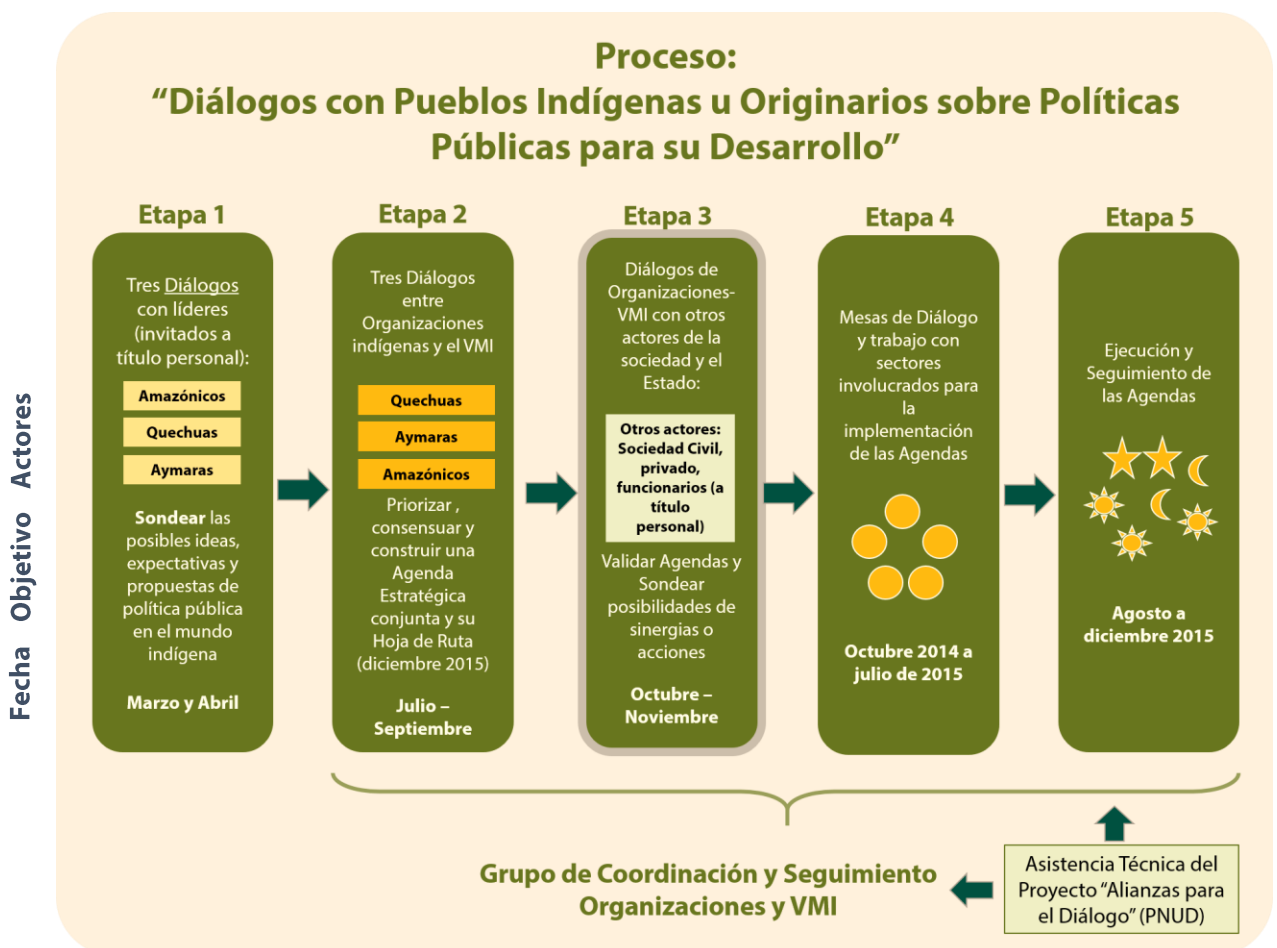 Proceso:
“Diálogos con Pueblos Indígenas u Originarios sobre Políticas
Públicas para su Desarrollo”
Fecha Objetivo Actores
Etapa 1
Tres Diálogos
con líderes
(invitados a
título personal):
Amazónicos
Quechuas
Aymaras
Sondear las
posibles ideas,
expectativas y
propuestas de
política pública
en el mundo
indígena
Marzo y Abril
Etapa 2
Tres Diálogos
entre
Organizaciones
indígenas y el VMI
Quechuas
Aymaras
Amazónicos
Priorizar ,
consensuar y
construir una
Agenda
Estratégica
conjunta y su
Hoja de Ruta
(diciembre 2015)
Julio –
Septiembre
Etapa 3
Diálogos de
Organizaciones-
VMI con otros
actores de la
sociedad y el
Estado:
Otros actores:
Sociedad Civil,
privado,
funcionarios (a
título
personal)
Validar Agendas y
Sondear
posibilidades de
sinergias o
acciones
Octubre –
Noviembre
Etapa 4
Mesas de Diálogo
y trabajo con
sectores
involucrados para
la
implementación
de las Agendas
Octubre 2014 a
julio de 2015
Etapa 5
Ejecución y
Seguimiento de
las Agendas
Agosto a
diciembre 2015
Grupo de Coordinación y Seguimiento
Organizaciones y VMI
Asistencia Técnica del
Proyecto “Alianzas para
el Diálogo” (PNUD)